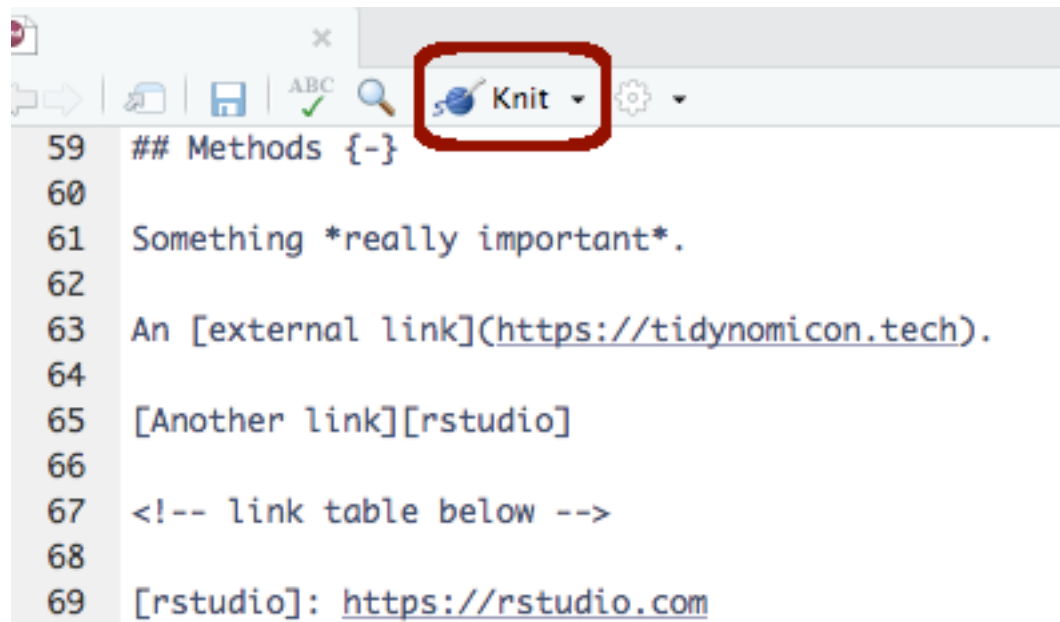 ABC Knit
59 ## Methods {-}
60
61 Something *really important*.
62
63 An [external link](https://tidynomicon.tech).
64
65 [Another link][rstudio]
66
67 <!-- link table below -->
68
69 [rstudio]: https://rstudio.com